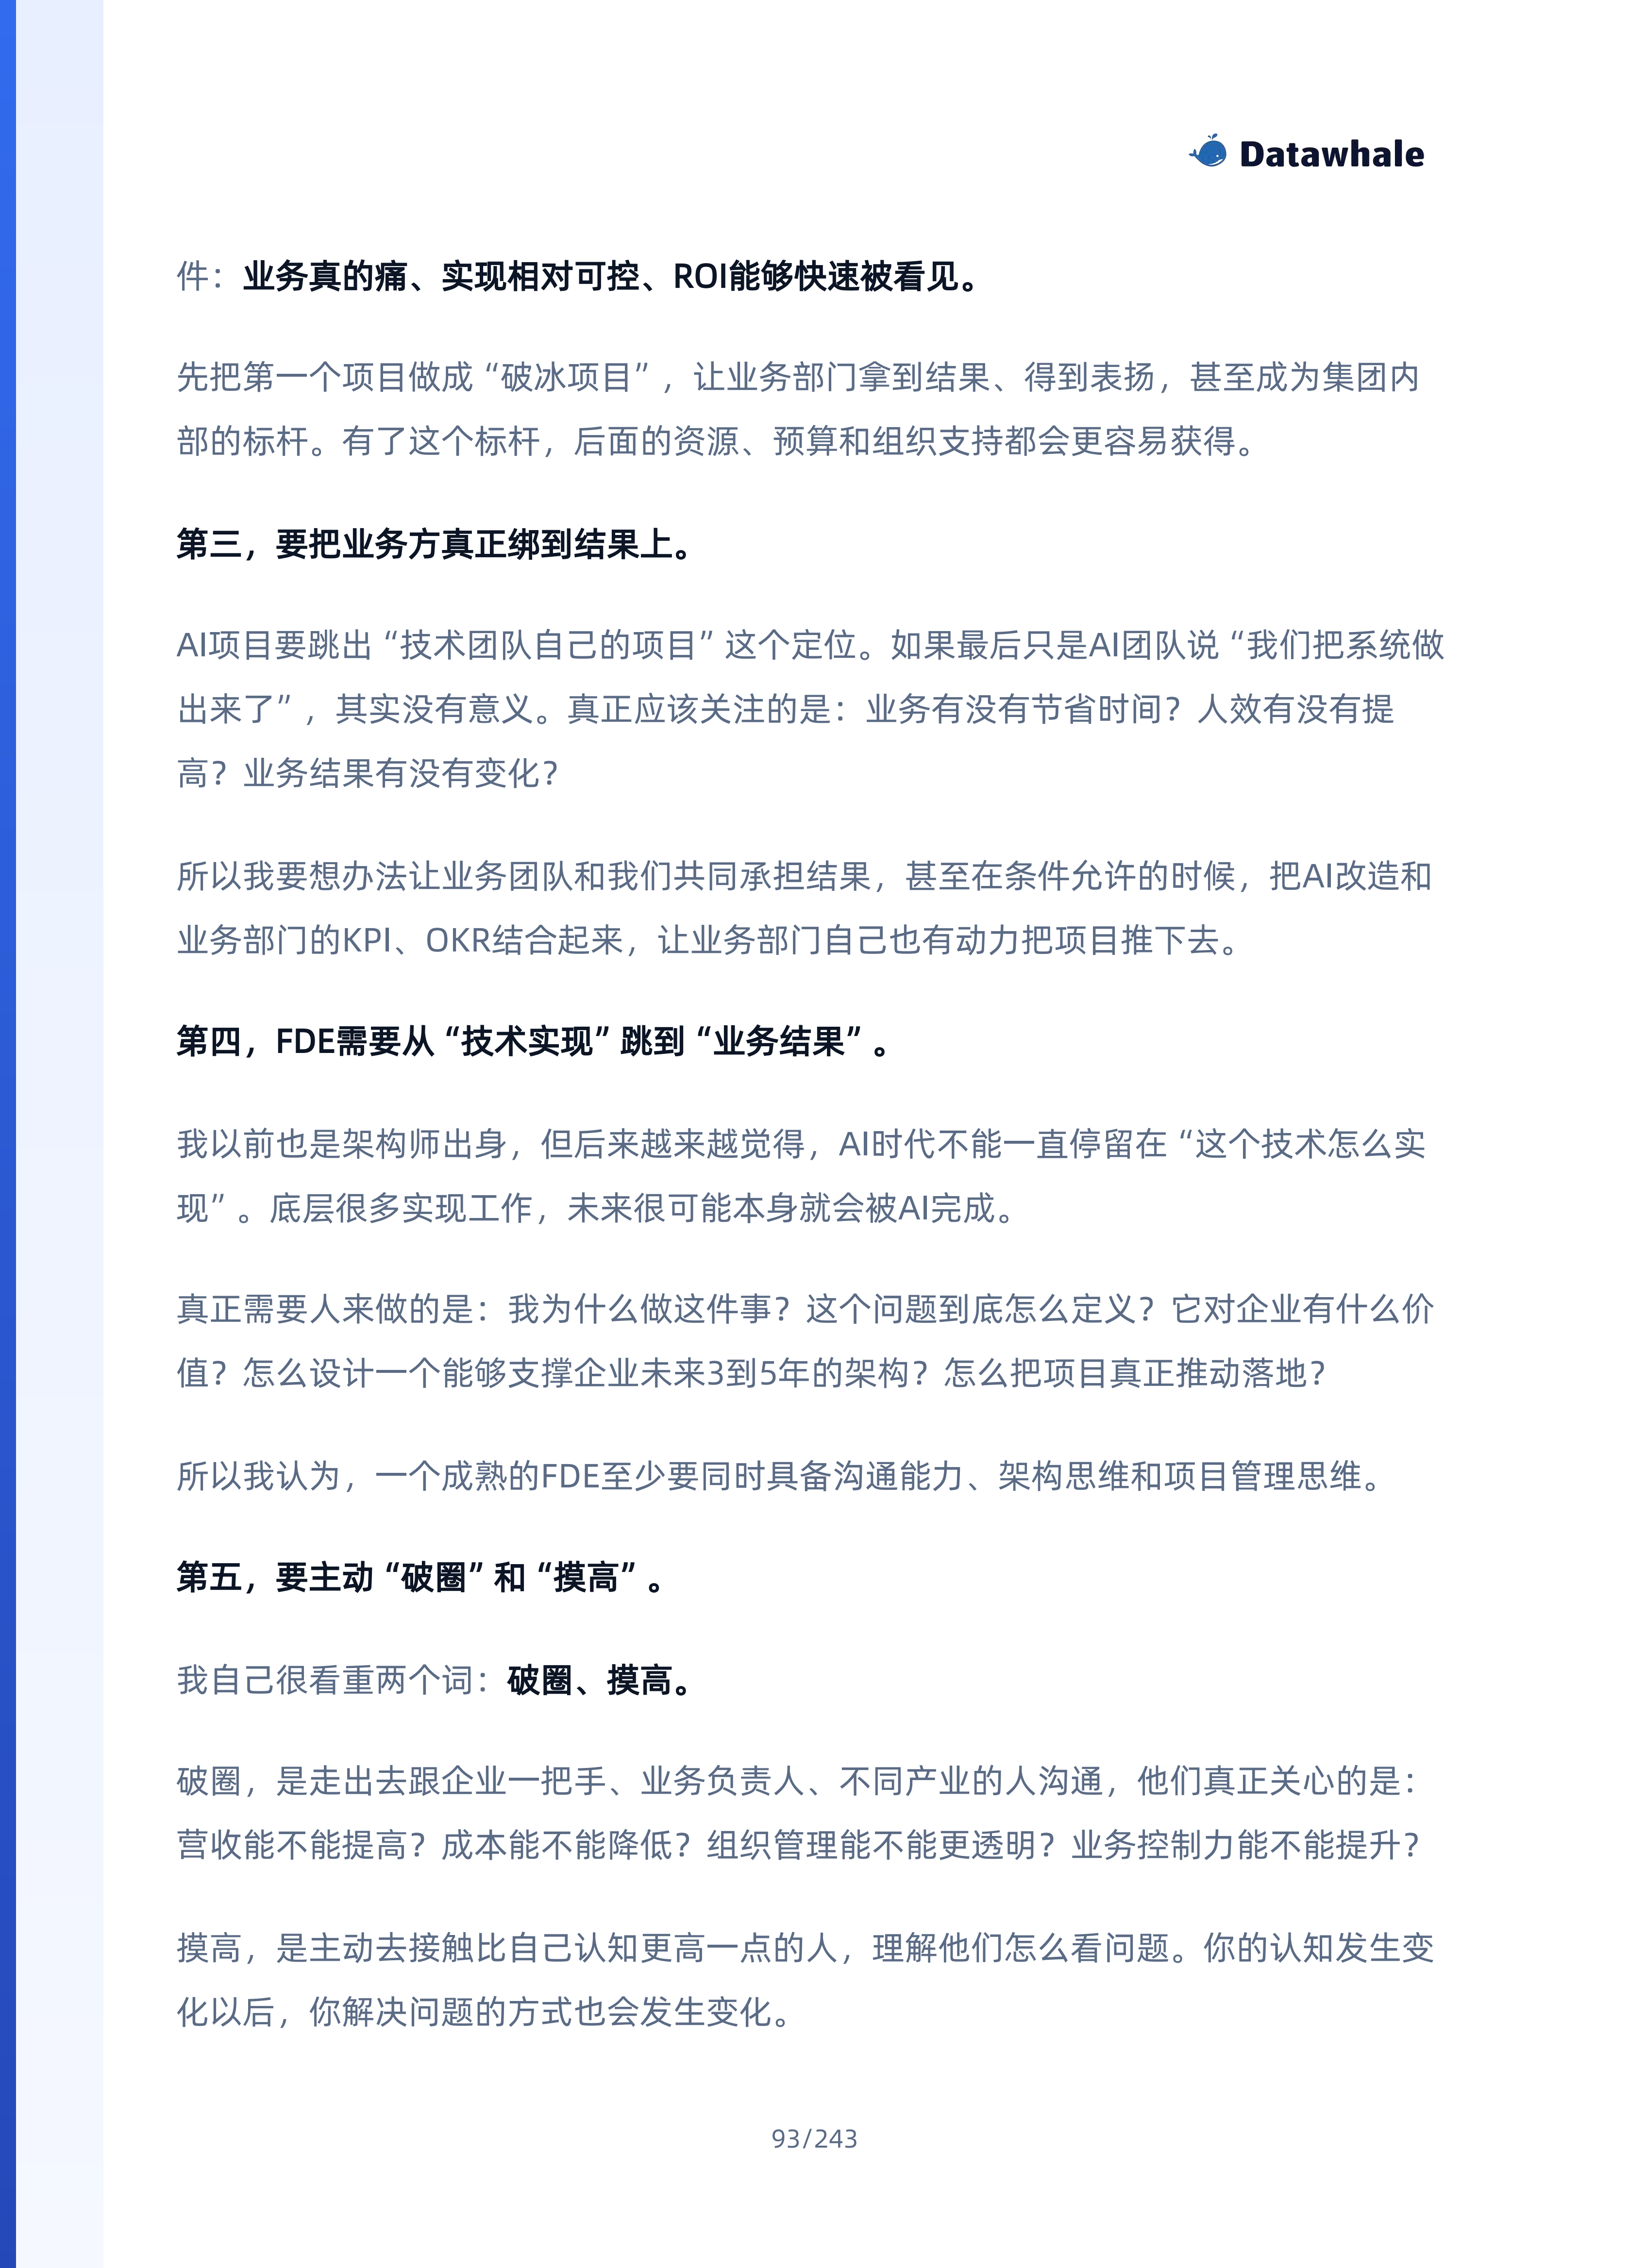 Datawhale
件：业务真的痛、实现相对可控、ROI能够快速被看见。
先把第一个项目做成“破冰项目”，让业务部门拿到结果、得到表扬，甚至成为集团内
部的标杆。有了这个标杆，后面的资源、预算和组织支持都会更容易获得。
第三，要把业务方真正绑到结果上。
AI项目要跳出“技术团队自己的项目”这个定位。如果最后只是AI团队说“我们把系统做
出来了”，其实没有意义。真正应该关注的是：业务有没有节省时间？人效有没有提
高？业务结果有没有变化？
所以我要想办法让业务团队和我们共同承担结果，甚至在条件允许的时候，把AI改造和
业务部门的KPI、OKR结合起来，让业务部门自己也有动力把项目推下去。
第四，FDE需要从“技术实现”跳到“业务结果”。
我以前也是架构师出身，但后来越来越觉得，AI时代不能一直停留在“这个技术怎么实
现”。底层很多实现工作，未来很可能本身就会被AI完成。
真正需要人来做的是：我为什么做这件事？这个问题到底怎么定义？它对企业有什么价
值？怎么设计一个能够支撑企业未来3到5年的架构？怎么把项目真正推动落地？
所以我认为，一个成熟的FDE至少要同时具备沟通能力、架构思维和项目管理思维。
第五，要主动“破圈”和“摸高”。
我自己很看重两个词：破圈、摸高。
破圈，是走出去跟企业一把手、业务负责人、不同产业的人沟通，他们真正关心的是：
营收能不能提高？成本能不能降低？组织管理能不能更透明？业务控制力能不能提升？
摸高，是主动去接触比自己认知更高一点的人，理解他们怎么看问题。你的认知发生变
化以后，你解决问题的方式也会发生变化。
93/243